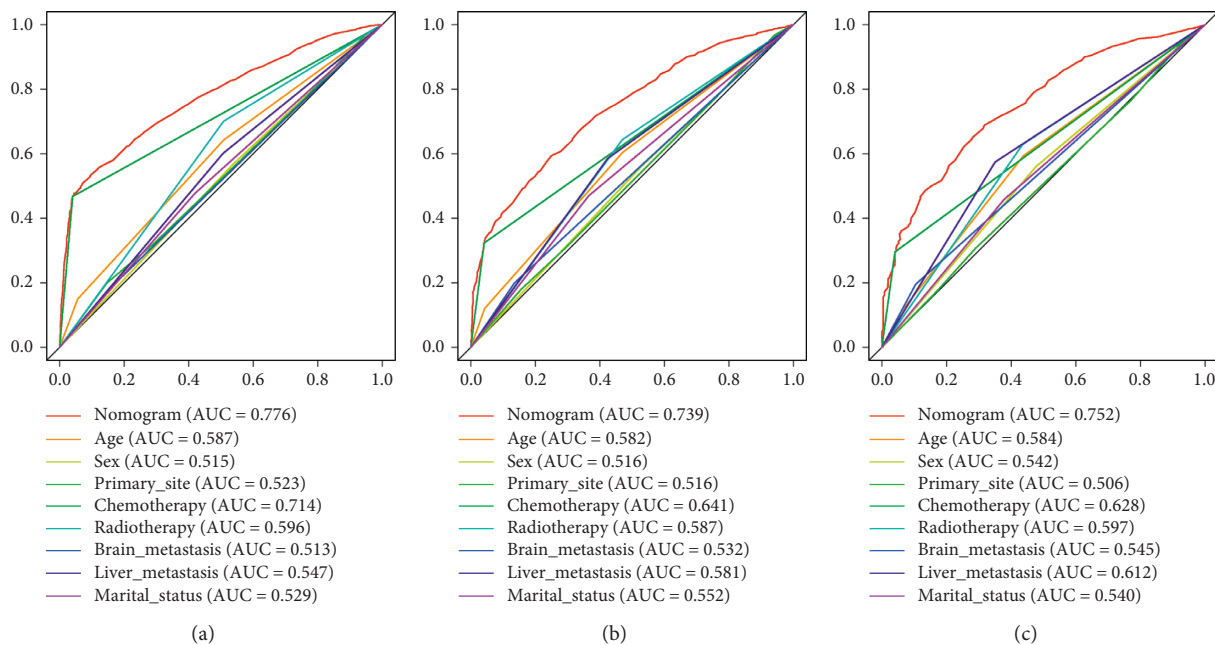 1.0
0.8
0.6
0.4
0.2
0.0
0.0 0.2 0.4 0.6 0.8 1.0
Nomogram (AUC = 0.776)
Age (AUC = 0.587)
Sex (AUC = 0.515)
Primary_site (AUC = 0.523)
Chemotherapy (AUC = 0.714)
Radiotherapy (AUC = 0.596)
Brain_metastasis (AUC = 0.513)
Liver_metastasis (AUC = 0.547)
Marital_status (AUC = 0.529)
(a)
1.0
0.8
0.6
0.4
0.2
0.0
0.0 0.2 0.4 0.6 0.8 1.0
Nomogram (AUC = 0.739)
Age (AUC = 0.582)
Sex (AUC = 0.516)
Primary_site (AUC = 0.516)
Chemotherapy (AUC = 0.641)
Radiotherapy (AUC = 0.587)
Brain_metastasis (AUC = 0.532)
Liver_metastasis (AUC = 0.581)
Marital_status (AUC = 0.552)
(b)
1.0
0.8
0.6
0.4
0.2
0.0
0.0 0.2 0.4 0.6 0.8 1.0
Nomogram (AUC = 0.752)
Age (AUC = 0.584)
Sex (AUC = 0.542)
Primary_site (AUC = 0.506)
Chemotherapy (AUC = 0.628)
Radiotherapy (AUC = 0.597)
Brain_metastasis (AUC = 0.545)
Liver_metastasis (AUC = 0.612)
Marital_status (AUC = 0.540)
(c)